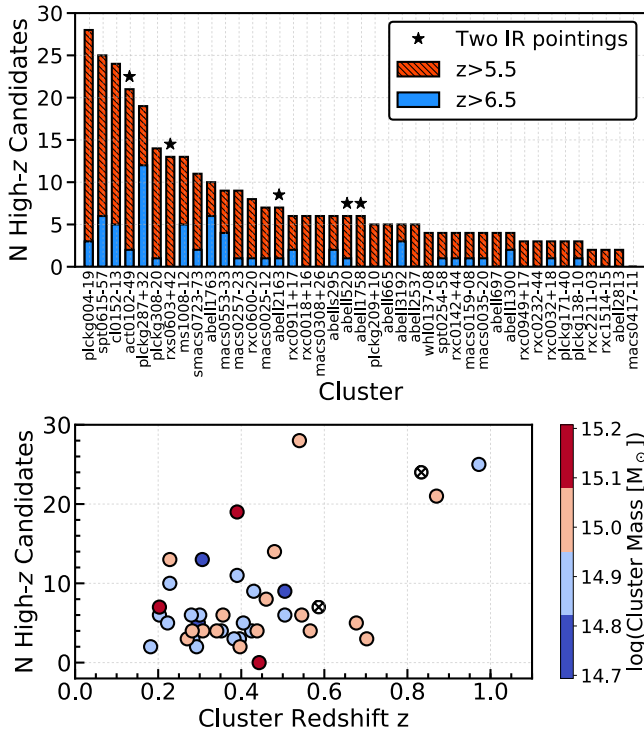 N High-z Candidates
30
25
20
15
10
5
0
Two IR pointings
z>5.5
z>6.5
plckg004-19
spt0615-57
cl0152-13
act0102-49
plckg287+32
plckg308-20
rxs0603+42
ms1008-12
smacs0723-73
abell1763
macs0553-33
macs0257-23
rxc0600-20
macs0025-12
abell2163
rxc0911+17
rxc0018+16
macs0308+26
abells295
abell520
abell1758
plckg209+10
abell665
abell3192
abell2537
whl0137-08
spt0254-58
rxc0142+44
macs0159-08
macs0035-20
abell697
abell1300
rxc0949+17
rxc0232-44
rxc0032+18
plckg171-40
plckg138-10
rxc2211-03
rxc1514-15
abell2813
macs0417-11
Cluster
N High-z Candidates
30
20
10
0
0.0 0.2 0.4 0.6 0.8 1.0
Cluster Redshift z
15.2
15.1
15.0
14.9
14.8
14.7
log(Cluster Mass [M⊙])